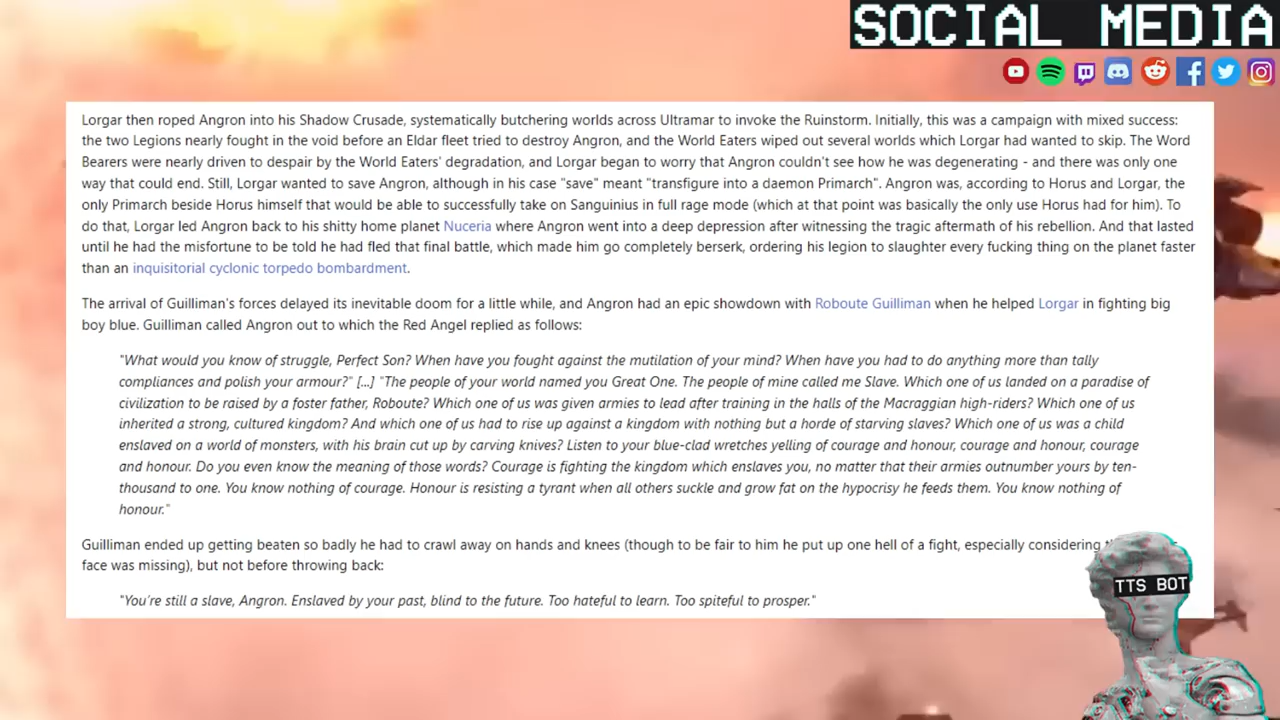 SOCIAL MEDIA
Lorgar then roped Angron into his Shadow Crusade, systematically butchering worlds across Ultramar to invoke the Ruinstorm. Initially, this was a campaign with mixed success:
the two Legions nearly fought in the void before an Eldar fleet tried to destroy Angron, and the World Eaters wiped out several worlds which Lorgar had wanted to skip. The Word
Bearers were nearly driven to despair by the World Eaters' degradation, and Lorgar began to worry that Angron couldn't see how he was degenerating - and there was only one
way that could end. Still, Lorgar wanted to save Angron, although in his case "save" meant "transfigure into a daemon Primarch". Angron was, according to Horus and Lorgar, the
only Primarch beside Horus himself that would be able to successfully take on Sanguinius in full rage mode (which at that point was basically the only use Horus had for him). To
do that, Lorgar led Angron back to his shitty home planet Nuceria where Angron went into a deep depression after witnessing the tragic aftermath of his rebellion. And that lasted
until he had the misfortune to be told he had fled that final battle, which made him go completely berserk, ordering his legion to slaughter every fucking thing on the planet faster
than an inquisitorial cyclonic torpedo bombardment.
The arrival of Guilliman's forces delayed its inevitable doom for a little while, and Angron had an epic showdown with Roboute Guilliman when he helped Lorgar in fighting big
boy blue. Guilliman called Angron out to which the Red Angel replied as follows:
"What would you know of struggle, Perfect Son? When have you fought against the mutilation of your mind? When have you had to do anything more than tally
compliances and polish your armour?" [...] "The people of your world named you Great One. The people of mine called me Slave. Which one of us landed on a paradise of
civilization to be raised by a foster father, Roboute? Which one of us was given armies to lead after training in the halls of the Macraggian high-riders? Which one of us
inherited a strong, cultured kingdom? And which one of us had to rise up against a kingdom with nothing but a horde of starving slaves? Which one of us was a child
enslaved on a world of monsters, with his brain cut up by carving knives? Listen to your blue-clad wretches yelling of courage and honour, courage and honour, courage
and honour. Do you even know the meaning of those words? Courage is fighting the kingdom which enslaves you, no matter that their armies outnumber yours by ten-
thousand to one. You know nothing of courage. Honour is resisting a tyrant when all others suckle and grow fat on the hypocrisy he feeds them. You know nothing of
honour."
Guilliman ended up getting beaten so badly he had to crawl away on hands and knees (though to be fair to him he put up one hell of a fight, especially considering
face was missing), but not before throwing back:
"You're still a slave, Angron. Enslaved by your past, blind to the future. Too hateful to learn. Too spiteful to prosper."
TTS BOT